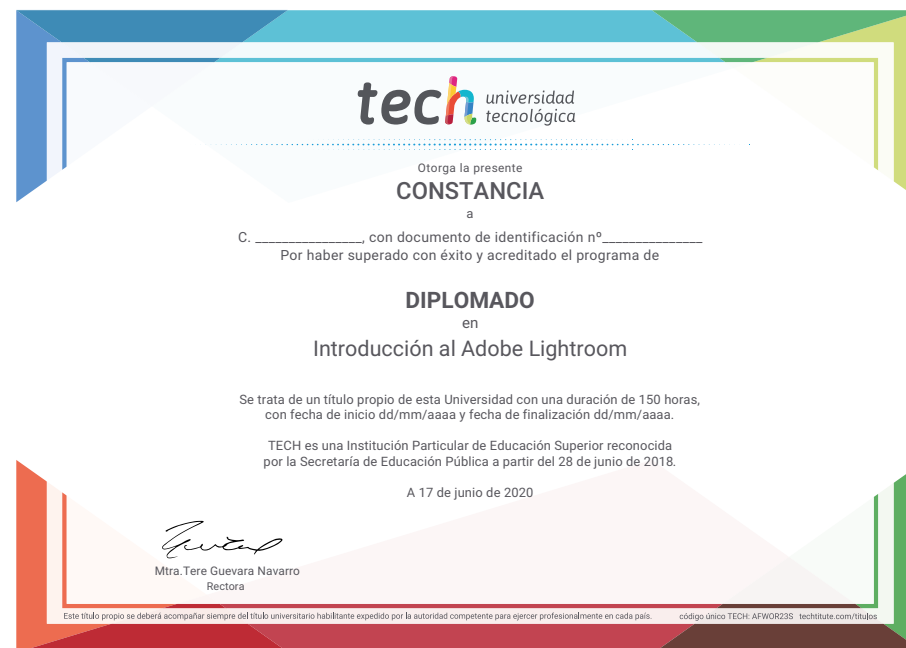 tech universidad
tecnológica
Otorga la presente
CONSTANCIA
a
C. ________________, con documento de identificación nº_______________
Por haber superado con éxito y acreditado el programa de
DIPLOMADO
en
Introducción al Adobe Lightroom
Se trata de un título propio de esta Universidad con una duración de 150 horas,
con fecha de inicio dd/mm/aaaa y fecha de finalización dd/mm/aaaa.
TECH es una Institución Particular de Educación Superior reconocida
por la Secretaría de Educación Pública a partir del 28 de junio de 2018.
A 17 de junio de 2020
Mtra.Tere Guevara Navarro
Rectora
Este título propio se deberá acompañar siempre del título universitario habilitante expedido por la autoridad competente para ejercer profesionalmente en cada país. código único TECH: AFWOR23S techtitute.com/titulos